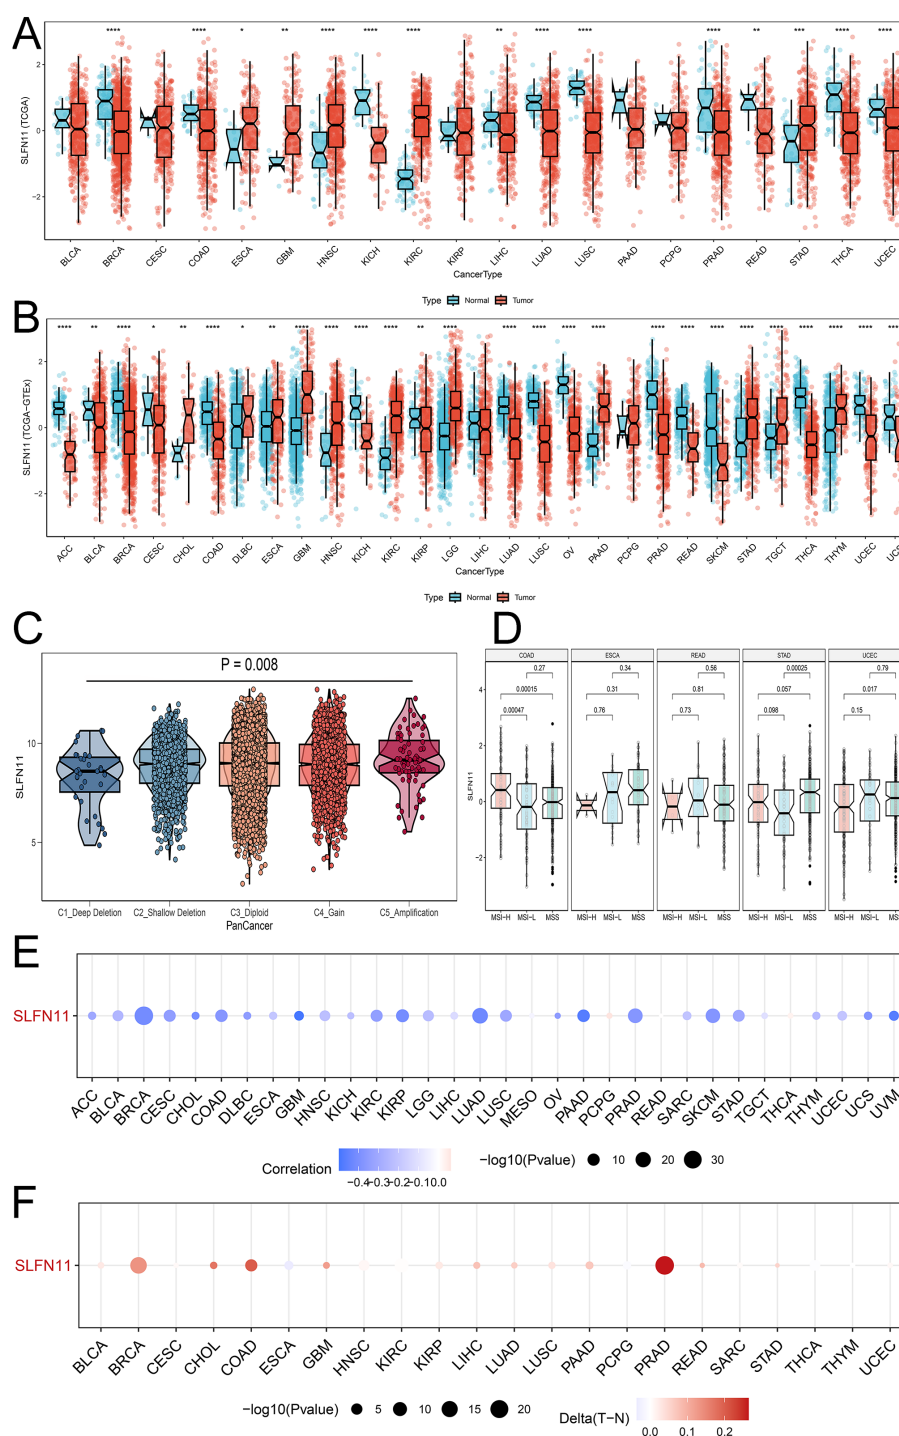 A
**** **** * ** **** **** **** ** **** **** **** ** *** **** ****
SLFN11 (TCGA)
2
0
−2
BLCA BRCA CESC COAD ESCA GBM HNSC KICH KIRC KIRP LIHC LUAD LUSC PAAD PCPG PRAD READ STAD THCA UCEC
CancerType
Type Normal Tumor
B
**** ** **** * ** **** * ** **** **** **** **** ** **** **** **** **** **** **** **** **** **** **** **** **** ****
SLFN11 (TCGA−GTEx)
2
0
−2
ACC BLCA BRCA CESC CHOL COAD DLBC ESCA GBM HNSC KICH KIRC KIRP LGG LIHC LUAD LUSC OV PAAD PCPG PRAD READ SKCM STAD TGCT THCA THYM UCEC
CancerType
Type Normal Tumor
C
P = 0.008
SLFN11
10
5
C1_Deep Deletion C2_Shallow Deletion C3_Diploid C4_Gain C5_Amplification
PanCancer
D
COAD ESCA READ STAD UCEC
0.27 0.34 0.56 0.00025 0.79
0.00015 0.31 0.81 0.057 0.017
0.00047 0.76 0.73 0.098 0.15
SLFN11
4
2
0
−2
MSI−H MSI−L MSS MSI−H MSI−L MSS MSI−H MSI−L MSS MSI−H MSI−L MSS MSI−H MSI−L MSS
E
SLFN11
ACC BLCA BRCA CESC CHOL COAD DLBC ESCA GBM HNSC KICH KIRC KIRP LGG LIHC LUAD LUSC MESO OV PAAD PCPG PRAD READ SARC SKCM STAD TGCT THCA THYM UCEC UCS UVM
Correlation
−0.4−0.3−0.2−0.10.0
−log10(Pvalue) 10 20 30
F
SLFN11
BLCA BRCA CESC CHOL COAD ESCA GBM HNSC KIRC KIRP LIHC LUAD LUSC PAAD PCPG PRAD READ SARC STAD THCA THYM UCEC
−log10(Pvalue) 5 10 15 20
Delta(T−N)
0.0 0.1 0.2